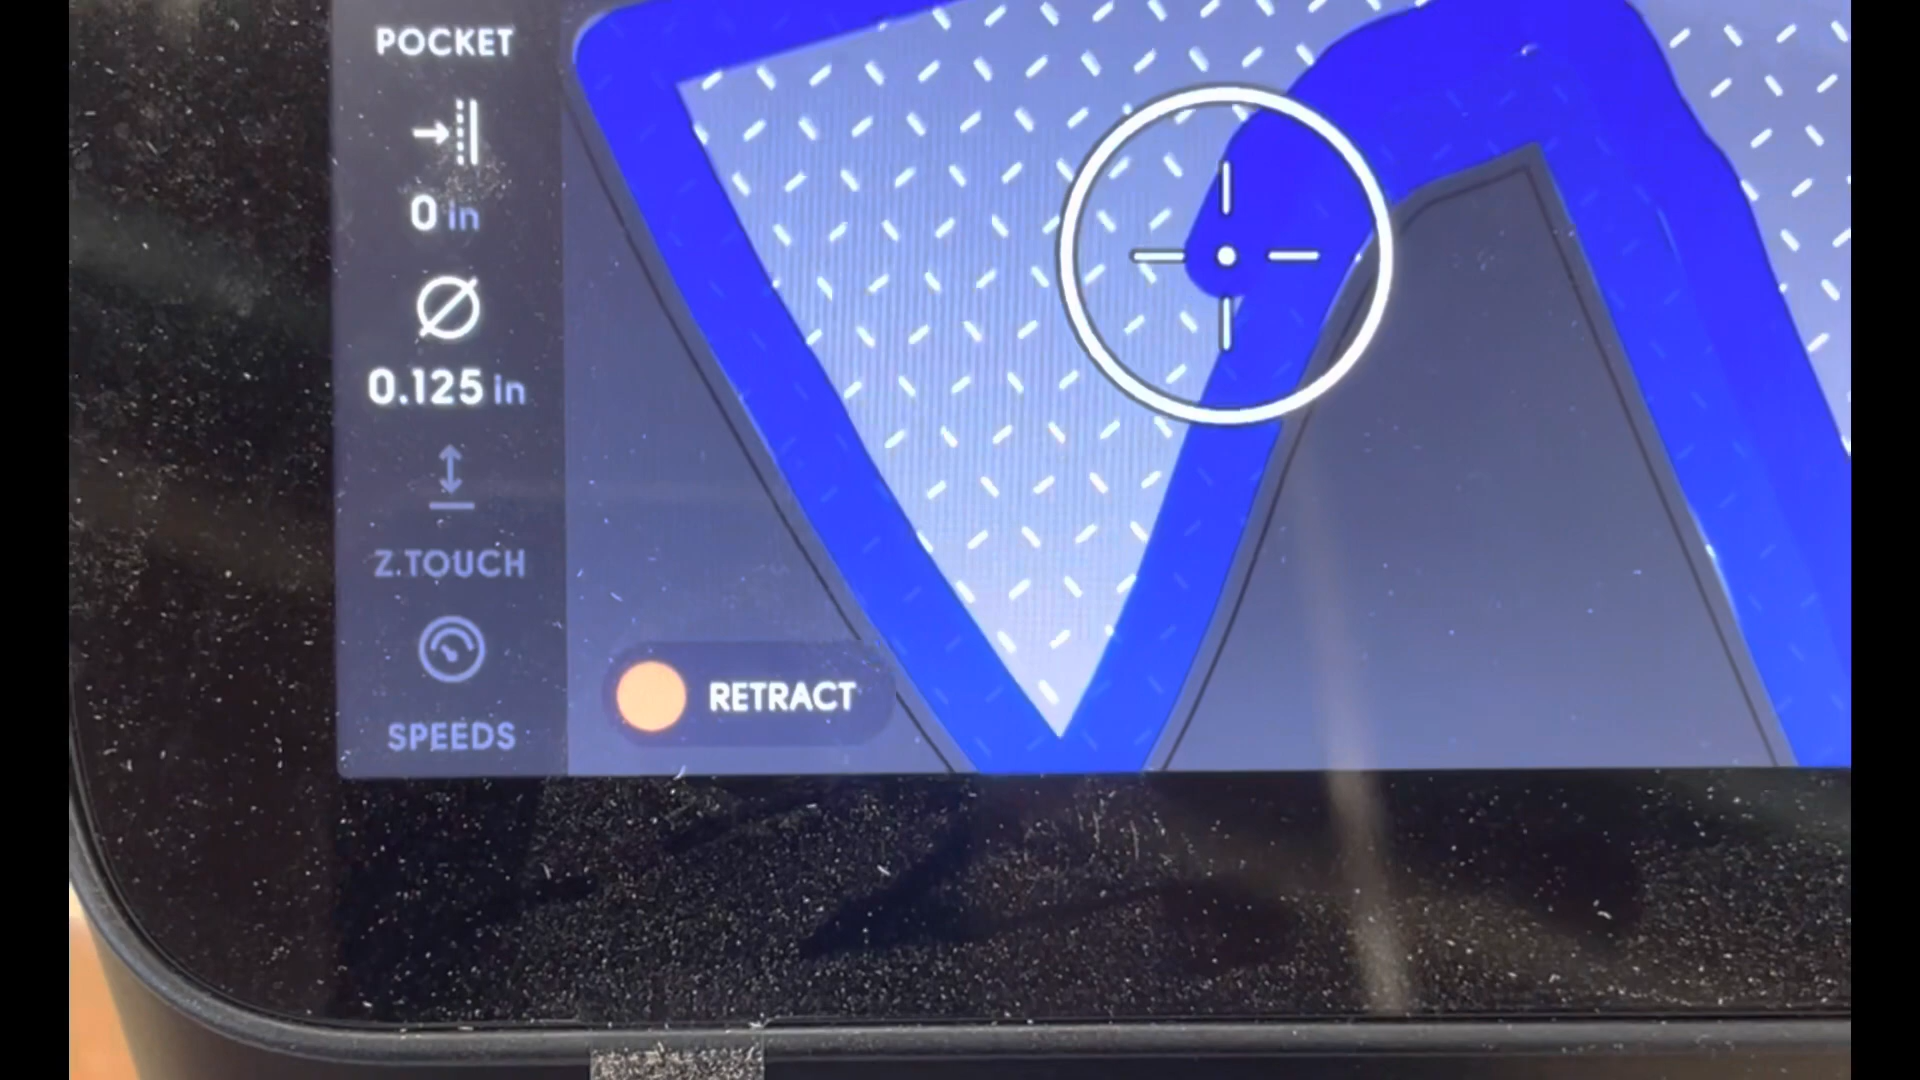 POCKET
0 in
0.125 in
Z.TOUCH
SPEEDS
RETRACT